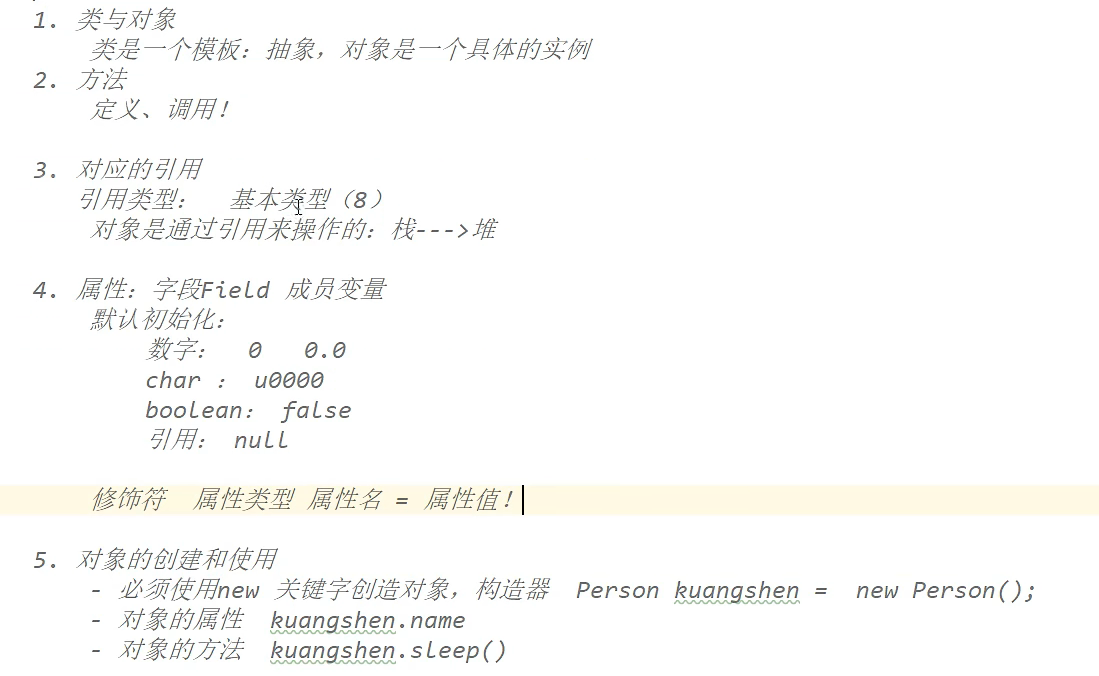 1. 类与对象
类是一个模板：抽象，对象是一个具体的实例
2. 方法
定义、调用！
3. 对应的引用
引用类型： 基本类型（8）
对象是通过引用来操作的：栈--->堆
4. 属性：字段Field 成员变量
默认初始化：
数字： 0 0.0
char : u0000
boolean: false
引用： null
修饰符 属性类型 属性名 = 属性值！
5. 对象的创建和使用
- 必须使用new 关键字创造对象，构造器 Person kuangshen = new Person();
- 对象的属性 kuangshen.name
- 对象的方法 kuangshen.sleep()